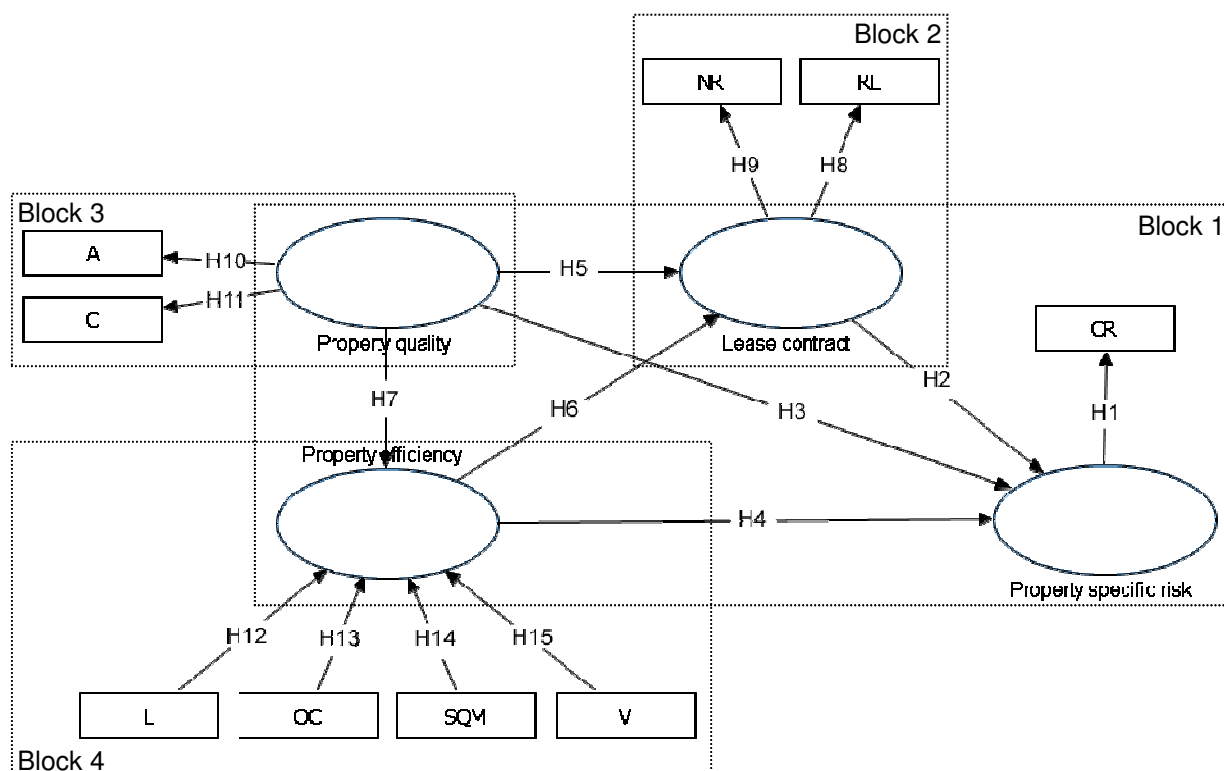 Block 2
NR
RL
H9
H8
Block 3
Block 1
A
H10
H5
C
H11
CR
Property quality
Lease contract
H7
H6
H3
H2
H1
Property efficiency
H4
Property specific risk
H12
H13
H14
H15
L
OC
SQM
V
Block 4